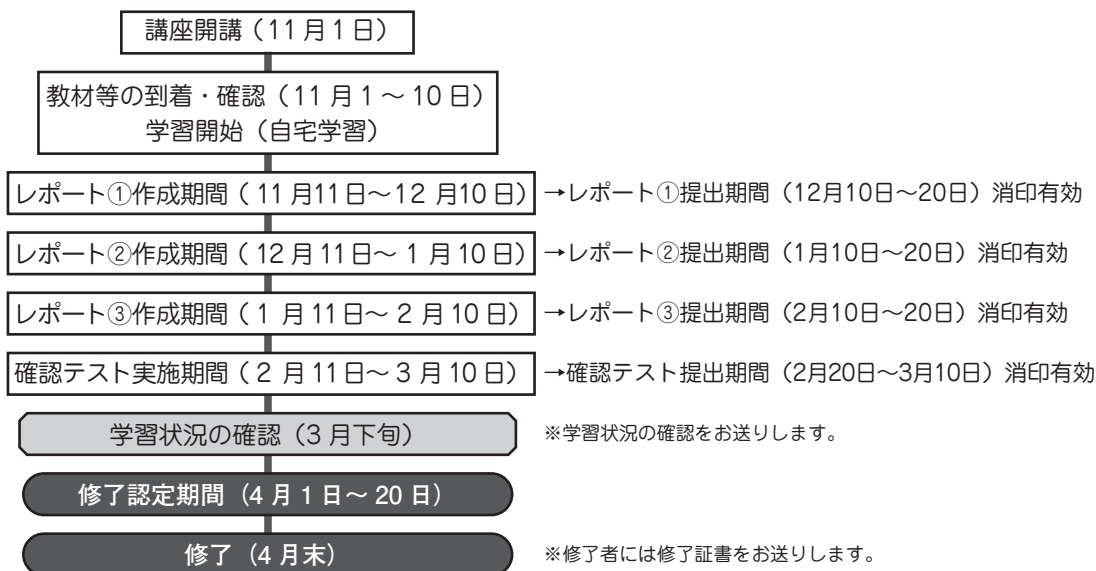 講座開講（11月1日）
教材等の到着・確認（11月1～10日）
学習開始（自宅学習）
レポート①作成期間（11月11日～12月10日）→レポート①提出期間（12月10日～20日）消印有効
レポート②作成期間（12月11日～1月10日）→レポート②提出期間（1月10日～20日）消印有効
レポート③作成期間（1月11日～2月10日）→レポート③提出期間（2月10日～20日）消印有効
確認テスト実施期間（2月11日～3月10日）→確認テスト提出期間（2月20日～3月10日）消印有効
学習状況の確認（3月下旬） ※学習状況の確認をお送りします。
修了認定期間（4月1日～20日）
修了（4月末） ※修了者には修了証書をお送りします。